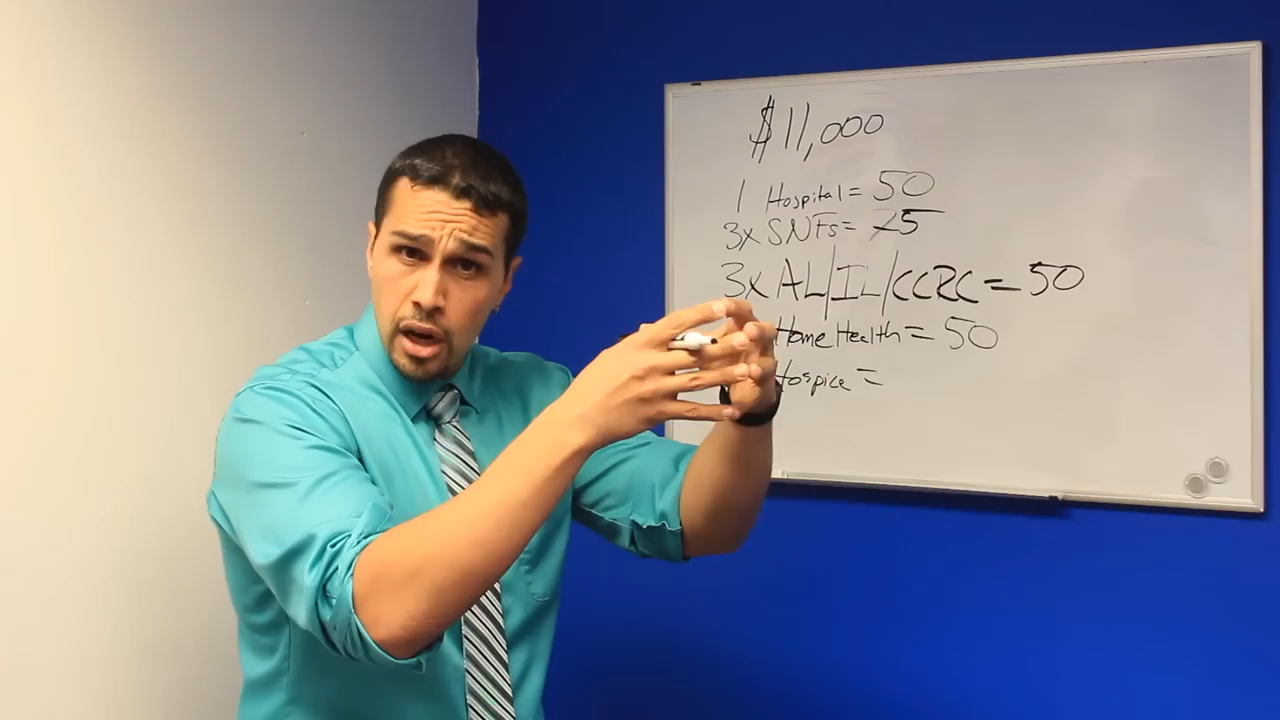 $11,000
1 Hospital = 50
3x SNFs = 75
3x AL/IL/CCRC = 50
Home Health = 50
Hospice =